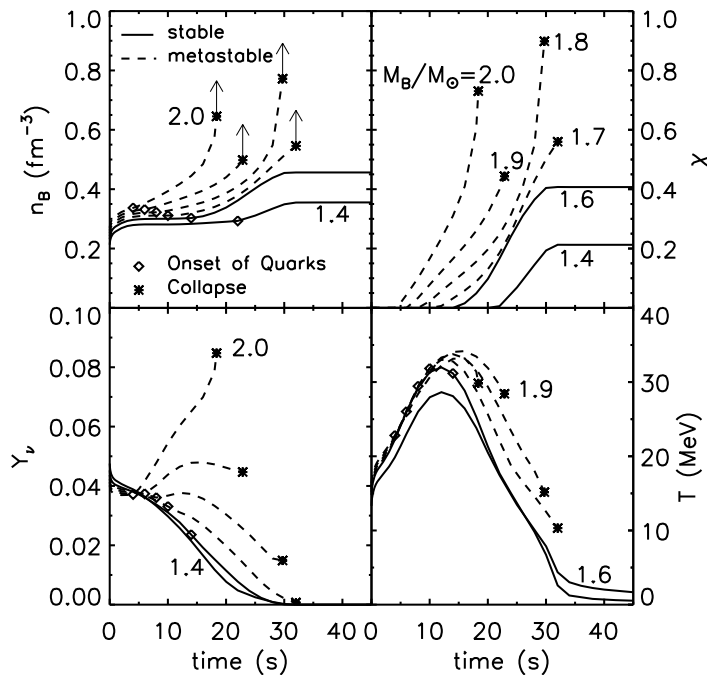 1.0
0.8
0.6
0.4
0.2
n_B (fm⁻³)
stable
metastable
2.0
1.4
Onset of Quarks
Collapse
M_B/M_⊙=2.0
1.8
1.9
1.7
1.6
1.4
1.0
0.8
0.6
0.4
0.2
χ
0.10
0.08
0.06
0.04
0.02
0.00
Y_ν
2.0
1.4
0 10 20 30 40
time (s)
1.9
1.6
40
30
20
10
0
T (MeV)
0 10 20 30 40
time (s)